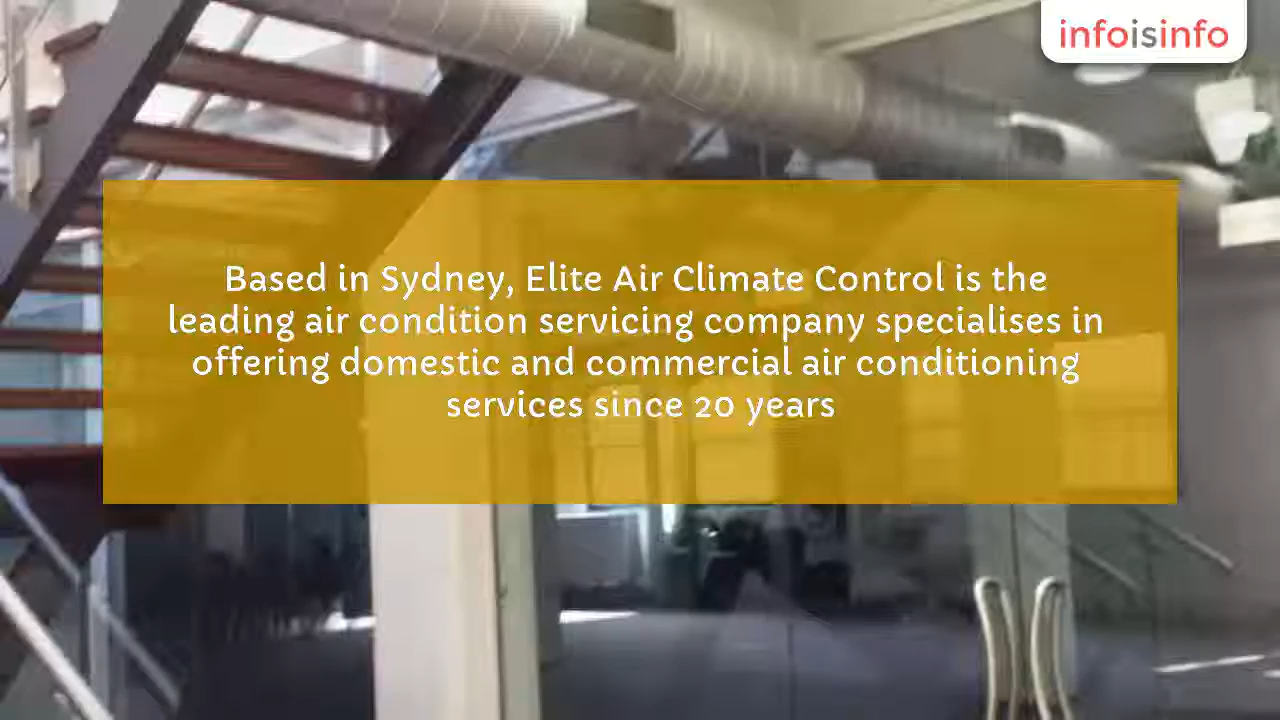 infoisinfo
Based in Sydney, Elite Air Climate Control is the
leading air condition servicing company specialises in
offering domestic and commercial air conditioning
services since 20 years